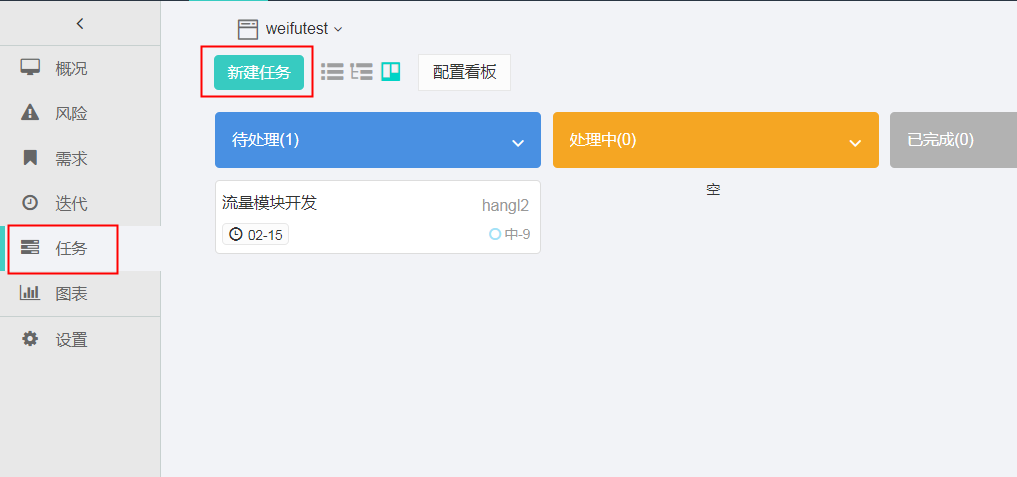 weifutest
新建任务
配置看板
概况
风险
需求
迭代
任务
图表
设置
待处理(1)
处理中(0)
已完成(0)
流量模块开发
hangl2
02-15
中-9
空